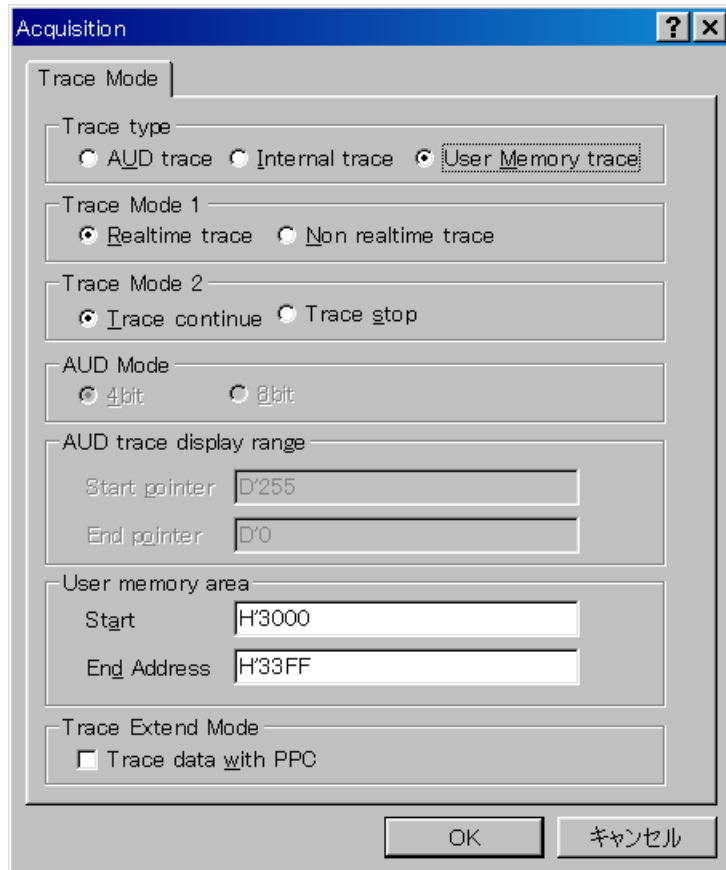 Acquisition
Trace Mode
Trace type
AUD trace Internal trace User Memory trace
Trace Mode 1
Realtime trace Non realtime trace
Trace Mode 2
Trace continue Trace stop
AUD Mode
4bit 8bit
AUD trace display range
Start pointer D'255
End pointer D'0
User memory area
Start H'3000
End Address H'33FF
Trace Extend Mode
Trace data with PPC
OK キャンセル